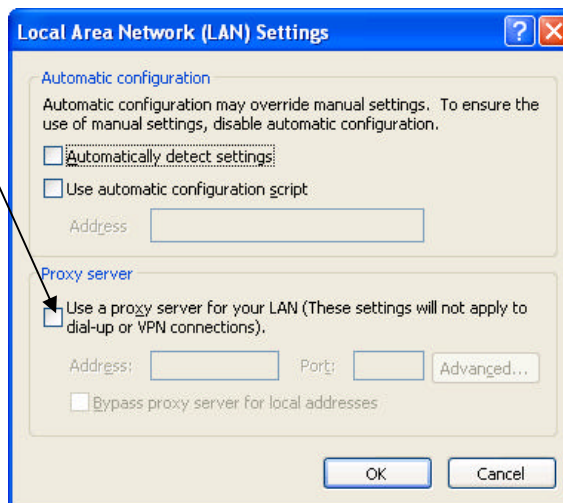 Local Area Network (LAN) Settings
Automatic configuration
Automatic configuration may override manual settings. To ensure the
use of manual settings, disable automatic configuration.
Automatically detect settings
Use automatic configuration script
Address
Proxy server
Use a proxy server for your LAN (These settings will not apply to
dial-up or VPN connections).
Address: Port: Advanced...
Bypass proxy server for local addresses
OK Cancel